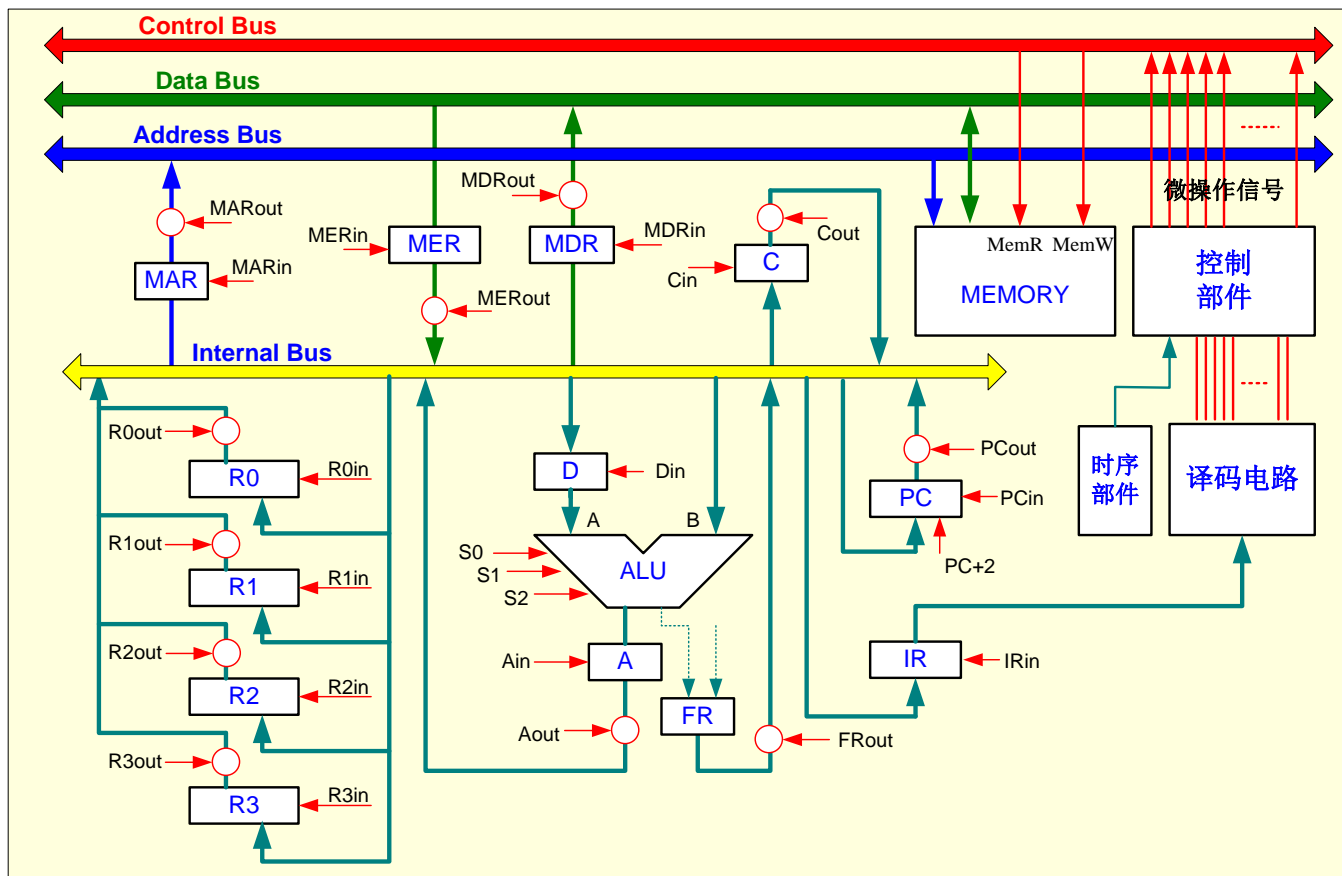 Control Bus
Data Bus
Address Bus
微操作信号
MARout
MAR
MARin
MERin
MER
MERout
MDRout
MDR
MDRin
Cout
C
Cin
MemR MemW
MEMORY
控制
部件
Internal Bus
R0out
R0
R0in
R1out
R1
R1in
R2out
R2
R2in
R3out
R3
R3in
D
Din
A
B
S0
S1
S2
ALU
Ain
A
Aout
FR
FRout
PCout
PC
PCin
PC+2
IR
IRin
时序
部件
译码电路